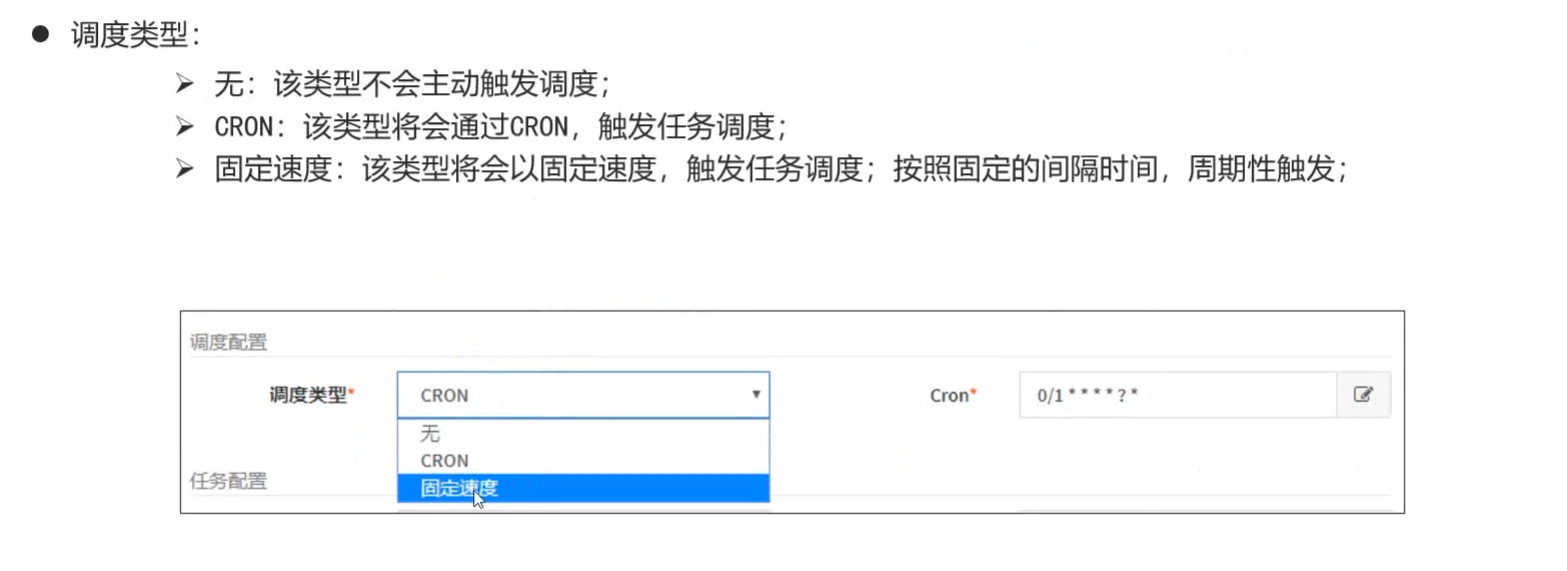 ● 调度类型：
➢ 无：该类型不会主动触发调度；
➢ CRON：该类型将会通过CRON，触发任务调度；
➢ 固定速度：该类型将会以固定速度，触发任务调度；按照固定的间隔时间，周期性触发；
调度配置
调度类型* CRON ▼ Cron* 0/1 * * * * ? *
无
CRON
固定速度
任务配置